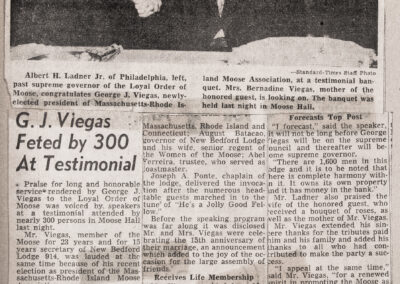 —Standard-Times Staff Photo
Albert H. Ladner Jr. of Philadelphia, left,
past supreme governor of the Loyal Order of
Moose, congratulates George J. Viegas, newly-
elected president of Massachusetts-Rhode Is-
land Moose Association, at a testimonial ban-
quet. Mrs. Bernadine Viegas, mother of the
honored guest, is looking on. The banquet was
held last night in Moose Hall.
G. J. Viegas
Feted by 300
At Testimonial
Praise for long and honorable
service rendered by George J.
Viegas to the Loyal Order of
Moose was voiced by speakers
at a testimonial attended by
nearly 300 persons in Moose Hall
last night.
Mr. Viegas, member of the
Moose for 23 years and for 15
years secretary of New Bedford
Lodge 914, was lauded at the
same time because of his recent
election as president of the Mas-
sachusetts-Rhode Island Moose
Massachusetts, Rhode Island and
Connecticut; August Batacao,
governor of New Bedford Lodge
and his wife, senior regent of
the Women of the Moose; Abel
Ferreira, trustee, who served as
toastmaster.
Joseph A. Ponte, chaplain of
the lodge, delivered the invoca-
tion after the numerous head-
table guests marched in to the
tune of 'He's a Jolly Good Fel-
low.'
Before the speaking program
was far along it was disclosed
Mr. and Mrs. Viegas were cele-
brating the 15th anniversary of
their marriage, an announcement
which added to the joy of the oc-
casion for the large assembly of
friends.
Receives Life Membership
Forecasts Top Post
"I forecast," said the speaker,
"it will not be long before George
Viegas will be on the supreme
council and thereafter will be-
come supreme governor.
"There are 1,600 men in this
lodge and it is to be noted that
there is complete harmony with-
in it. It owns its own property
and it has money in the bank."
Mr. Ladner also praised the
wife of the honored guest, who
received a bouquet of roses, as
well as the mother of Mr. Viegas.
Mr. Viegas extended his sin-
cere thanks for the tributes paid
him and his family and added his
thanks to all who had con-
tributed to make the party a suc-
cess.
"I appeal at the same time,"
said Mr. Viegas, "for a renewed
spirit in promoting the Moose as